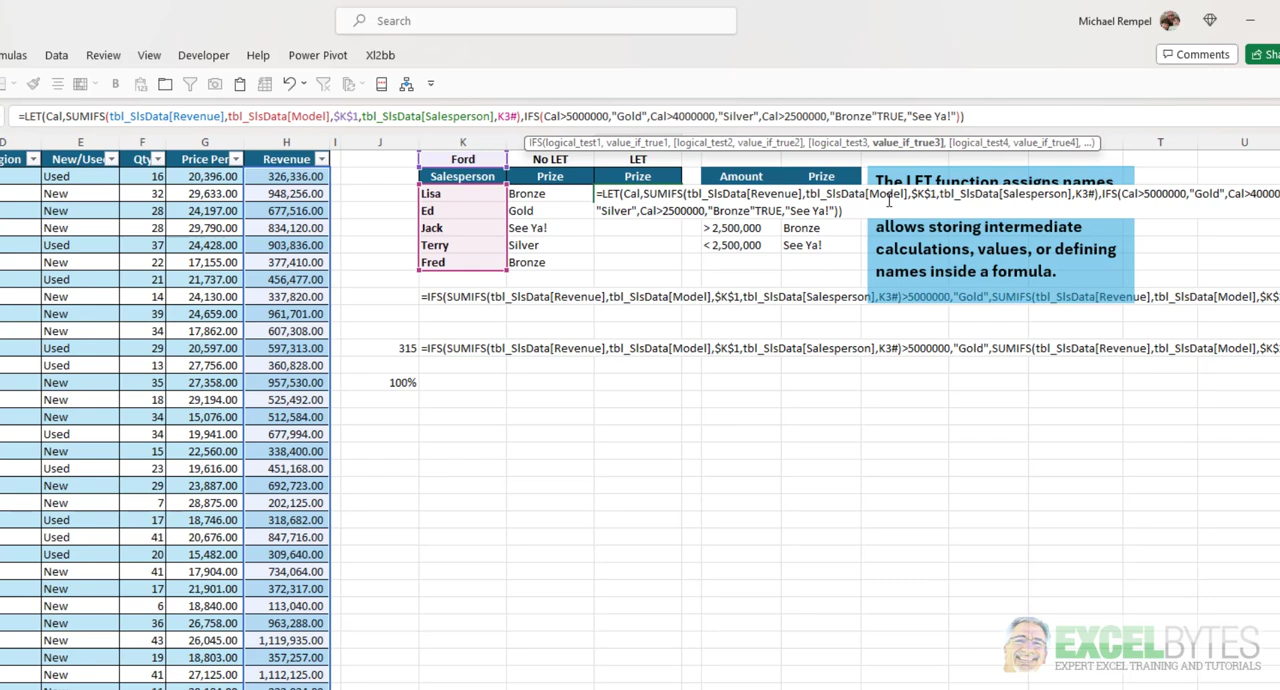 Search
Michael Rempel
mulas Data Review View Developer Help Power Pivot Xl2bb
Comments
Sha
=LET(Cal,SUMIFS(tbl_SlsData[Revenue],tbl_SlsData[Model],$K$1,tbl_SlsData[Salesperson],K3#),IFS(Cal>5000000,"Gold",Cal>4000000,"Silver",Cal>2500000,"Bronze"TRUE,"See Ya!"))
IFS(logical_test1, value_if_true1, [logical_test2, value_if_true2], [logical_test3, value_if_true3], [logical_test4, value_if_true4], ...)
D E F G H I J K T U
gion New/Used Qty Price Per Revenue Ford No LET LET
Used 16 20,396.00 326,336.00 Salesperson Prize Prize Amount Prize The LET function assigns names
New 32 29,633.00 948,256.00 Lisa Bronze =LET(Cal,SUMIFS(tbl_SlsData[Revenue],tbl_SlsData[Model],$K$1,tbl_SlsData[Salesperson],K3#),IFS(Cal>5000000,"Gold",Cal>40000
New 28 24,197.00 677,516.00 Ed Gold "Silver",Cal>2500000,"Bronze"TRUE,"See Ya!"))
New 28 29,790.00 834,120.00 Jack See Ya! > 2,500,000 Bronze allows storing intermediate
Used 37 24,428.00 903,836.00 Terry Silver < 2,500,000 See Ya! calculations, values, or defining
New 22 17,155.00 377,410.00 Fred Bronze names inside a formula.
Used 21 21,737.00 456,477.00
New 14 24,130.00 337,820.00 =IFS(SUMIFS(tbl_SlsData[Revenue],tbl_SlsData[Model],$K$1,tbl_SlsData[Salesperson],K3#)>5000000,"Gold",SUMIFS(tbl_SlsData[Revenue],tbl_SlsData[Model],$K$
New 39 24,659.00 961,701.00
New 34 17,862.00 607,308.00
Used 29 20,597.00 597,313.00 315 =IFS(SUMIFS(tbl_SlsData[Revenue],tbl_SlsData[Model],$K$1,tbl_SlsData[Salesperson],K3#)>5000000,"Gold",SUMIFS(tbl_SlsData[Revenue],tbl_SlsData[Model],$K$
Used 13 27,756.00 360,828.00
New 35 27,358.00 957,530.00 100%
New 18 29,194.00 525,492.00
New 34 15,076.00 512,584.00
Used 34 19,941.00 677,994.00
New 15 22,560.00 338,400.00
Used 23 19,616.00 451,168.00
New 29 23,887.00 692,723.00
New 7 28,875.00 202,125.00
Used 17 18,746.00 318,682.00
Used 41 20,676.00 847,716.00
Used 20 15,482.00 309,640.00
New 41 17,904.00 734,064.00
New 17 21,901.00 372,317.00
New 6 18,840.00 113,040.00
New 36 26,758.00 963,288.00
New 43 26,045.00 1,119,935.00
New 19 18,803.00 357,257.00
New 41 27,125.00 1,112,125.00
EXCELBYTES
EXPERT EXCEL TRAINING AND TUTORIALS